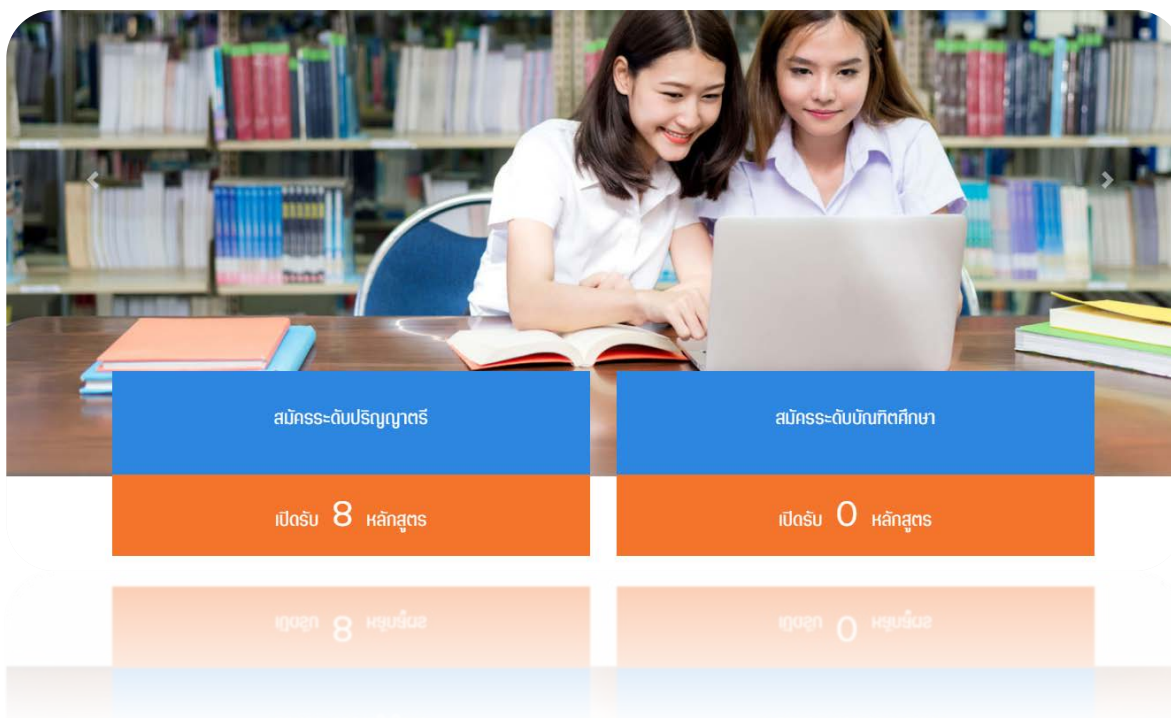 สมัครระดับปริญญาตรี
สมัครระดับบัณฑิตศึกษา
เปิดรับ 8 หลักสูตร
เปิดรับ 0 หลักสูตร